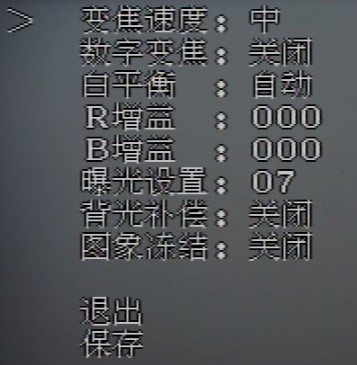 > 变焦速度：中
数字变焦：关闭
白平衡 ：自动
R增益 ：000
B增益 ：000
曝光设置：07
背光补偿：关闭
图象冻结：关闭
退出
保存